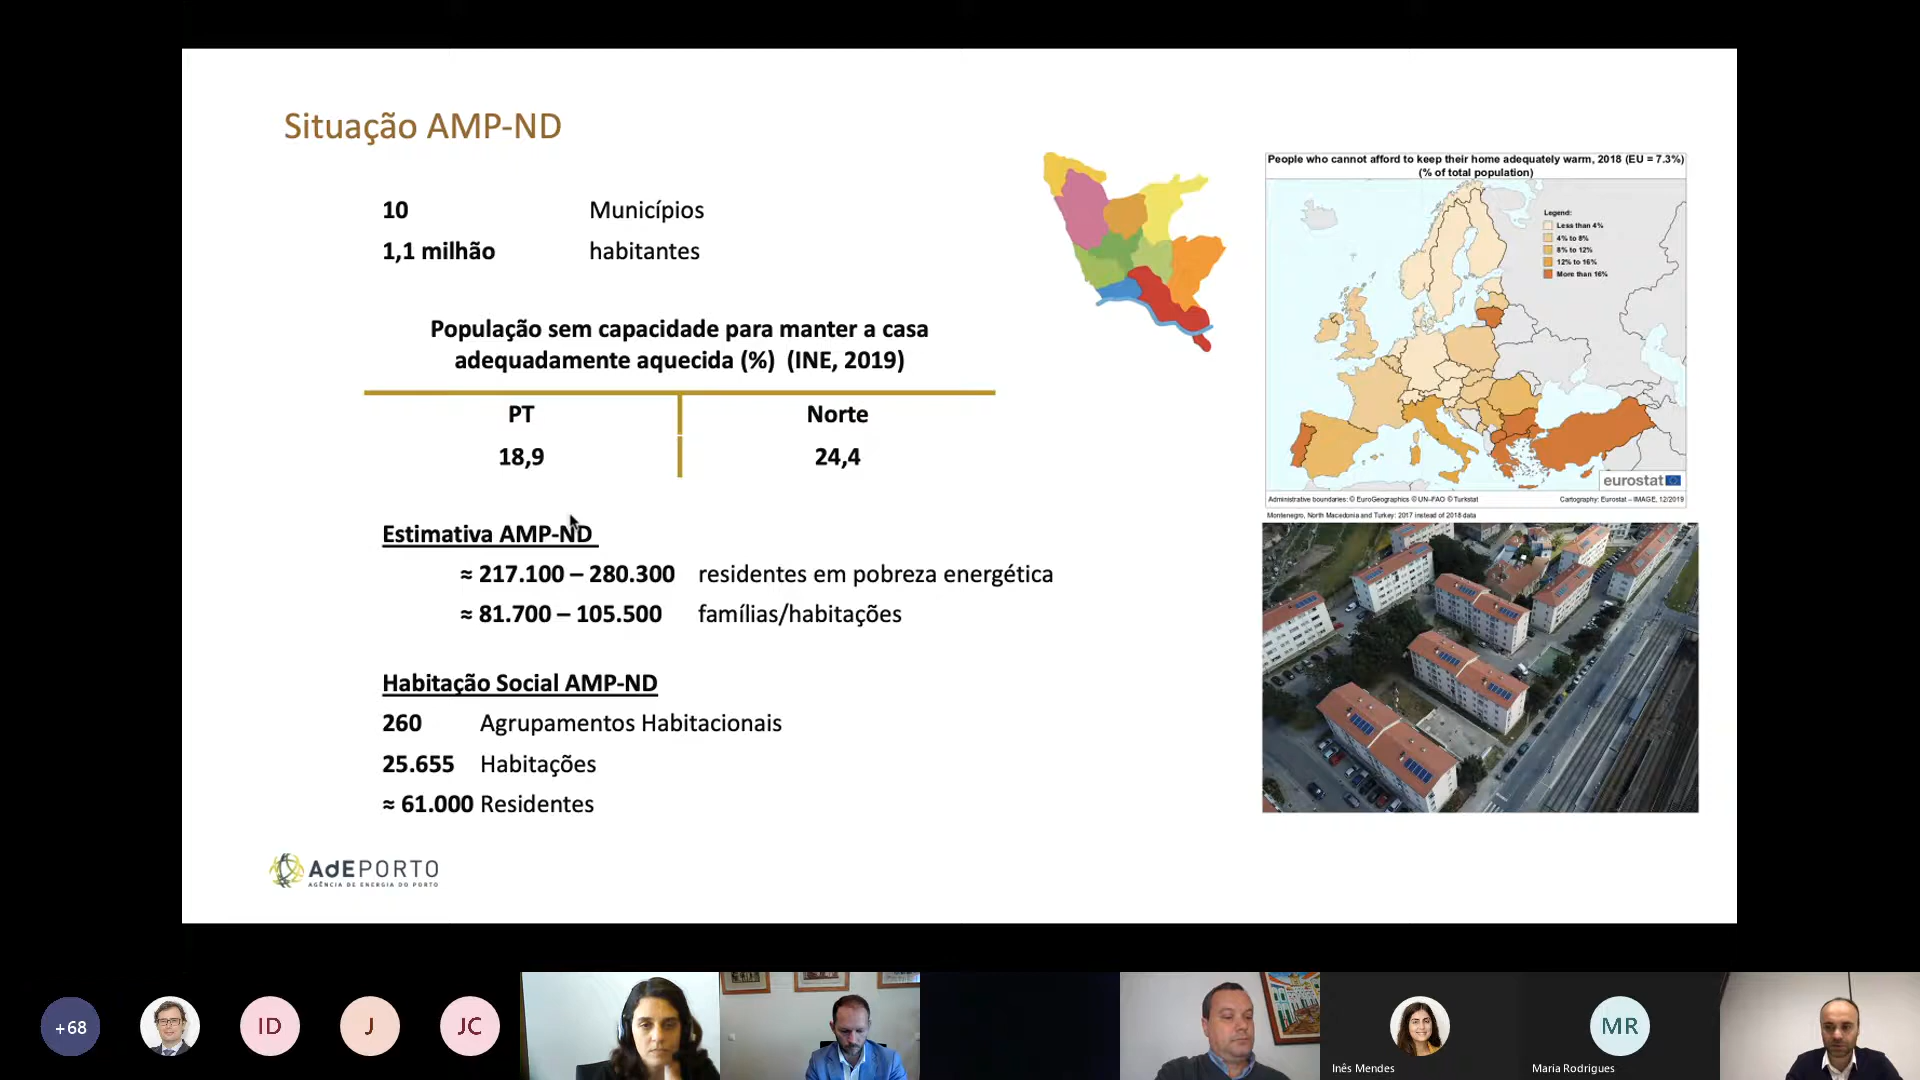 Situação AMP-ND
10 Municípios
1,1 milhão habitantes
População sem capacidade para manter a casa
adequadamente aquecida (%) (INE, 2019)
PT Norte
18,9 24,4
Estimativa AMP-ND
≈ 217.100 – 280.300 residentes em pobreza energética
≈ 81.700 – 105.500 famílias/habitações
Habitação Social AMP-ND
260 Agrupamentos Habitacionais
25.655 Habitações
≈ 61.000 Residentes
AdEPORTO
AGÊNCIA DE ENERGIA DO PORTO
People who cannot afford to keep their home adequately warm, 2018 (EU = 7.3%)
(% of total population)
Legend:
Less than 4%
4% to 8%
8% to 12%
12% to 16%
More than 16%
eurostat
Administrative boundaries: © EuroGeographics © UN-FAO © Turkstat
Cartography: Eurostat – IMAGE, 12/2019
Montenegro, North Macedonia and Turkey: 2017 instead of 2018 data
+68
ID
J
JC
Inês Mendes
MR
Maria Rodrigues